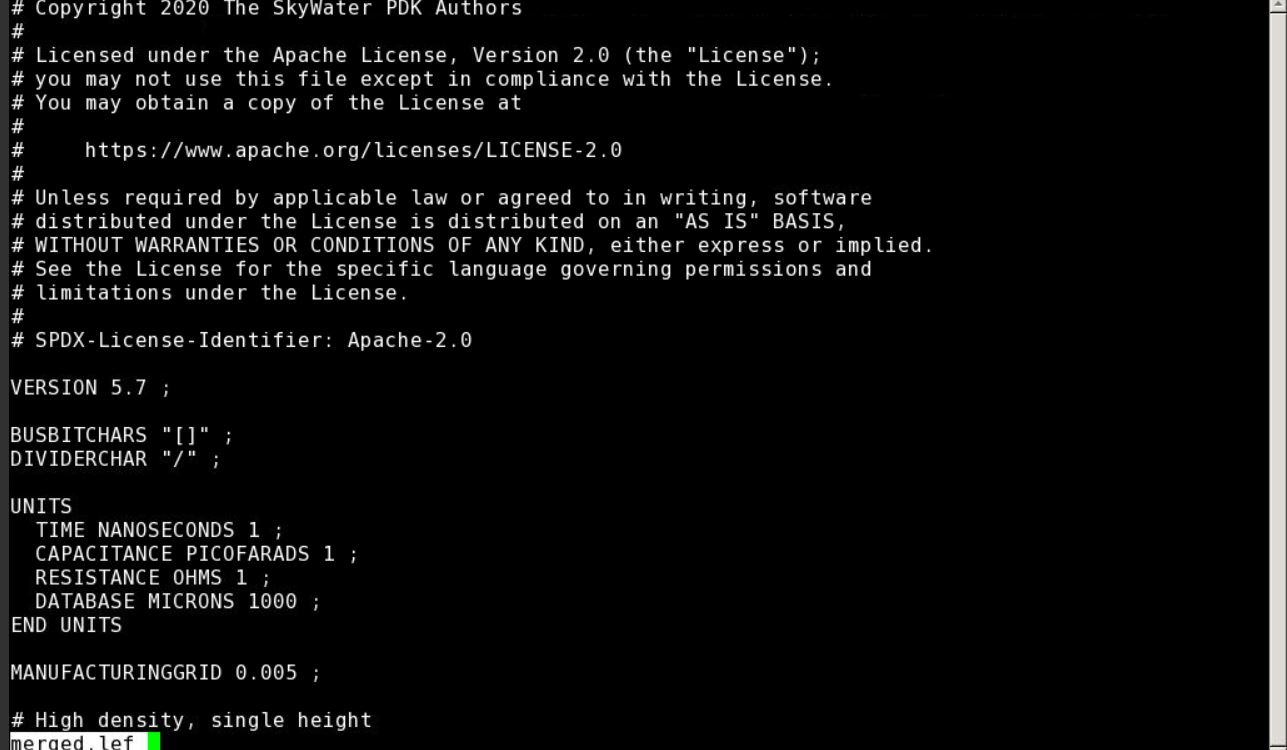 # Copyright 2020 The SkyWater PDK Authors
#
# Licensed under the Apache License, Version 2.0 (the "License");
# you may not use this file except in compliance with the License.
# You may obtain a copy of the License at
#
#     https://www.apache.org/licenses/LICENSE-2.0
#
# Unless required by applicable law or agreed to in writing, software
# distributed under the License is distributed on an "AS IS" BASIS,
# WITHOUT WARRANTIES OR CONDITIONS OF ANY KIND, either express or implied.
# See the License for the specific language governing permissions and
# limitations under the License.
#
# SPDX-License-Identifier: Apache-2.0

VERSION 5.7 ;

BUSBITCHARS "[]" ;
DIVIDERCHAR "/" ;

UNITS
  TIME NANOSECONDS 1 ;
  CAPACITANCE PICOFARADS 1 ;
  RESISTANCE OHMS 1 ;
  DATABASE MICRONS 1000 ;
END UNITS

MANUFACTURINGGRID 0.005 ;

# High density, single height
merged.lef